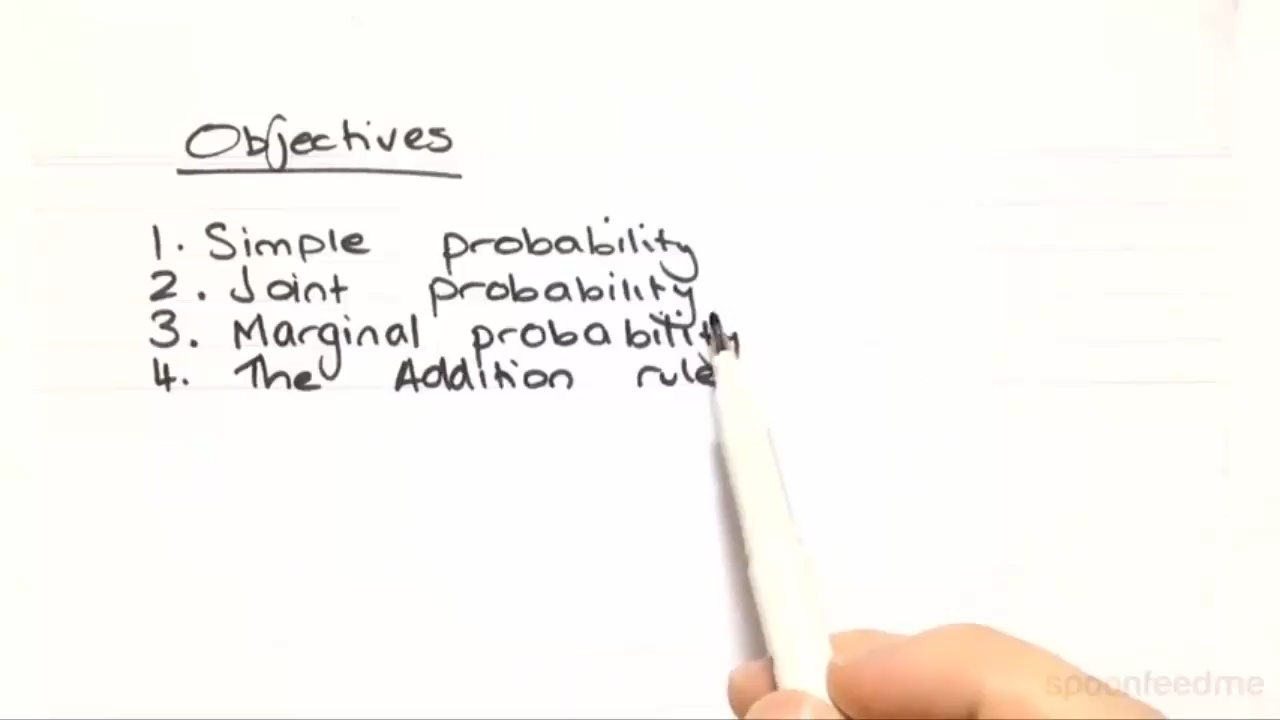 Objectives
1. Simple probability
2. Joint probability
3. Marginal probability
4. The Addition rule
spoonfeedme